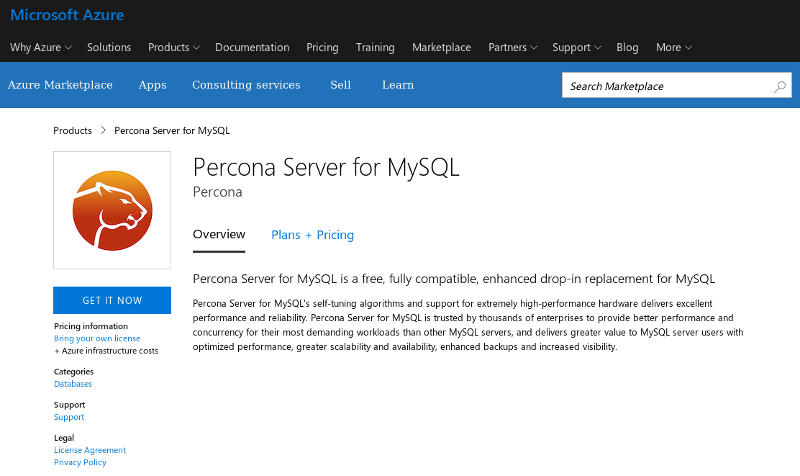 Microsoft Azure
Why Azure Solutions Products Documentation Pricing Training Marketplace Partners Support Blog More
Azure Marketplace Apps Consulting services Sell Learn Search Marketplace
Products Percona Server for MySQL
Percona Server for MySQL
Percona
Overview Plans + Pricing
Percona Server for MySQL is a free, fully compatible, enhanced drop-in replacement for MySQL
Percona Server for MySQL's self-tuning algorithms and support for extremely high-performance hardware delivers excellent
performance and reliability. Percona Server for MySQL is trusted by thousands of enterprises to provide better performance and
concurrency for their most demanding workloads than other MySQL servers, and delivers greater value to MySQL server users with
optimized performance, greater scalability and availability, enhanced backups and increased visibility.
GET IT NOW
Pricing information
Bring your own license
+ Azure infrastructure costs
Categories
Databases
Support
Support
Legal
License Agreement
Privacy Policy